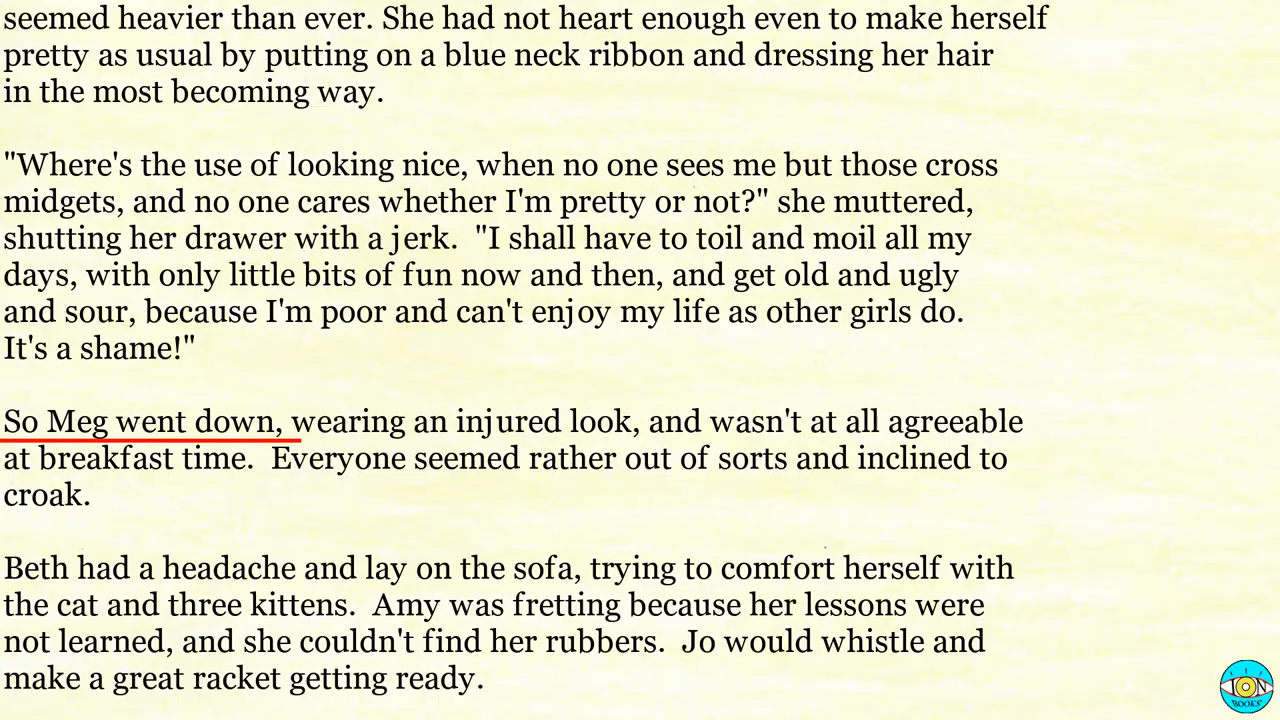 seemed heavier than ever. She had not heart enough even to make herself
pretty as usual by putting on a blue neck ribbon and dressing her hair
in the most becoming way.
"Where's the use of looking nice, when no one sees me but those cross
midgets, and no one cares whether I'm pretty or not?" she muttered,
shutting her drawer with a jerk.  "I shall have to toil and moil all my
days, with only little bits of fun now and then, and get old and ugly
and sour, because I'm poor and can't enjoy my life as other girls do.
It's a shame!"
So Meg went down, wearing an injured look, and wasn't at all agreeable
at breakfast time.  Everyone seemed rather out of sorts and inclined to
croak.
Beth had a headache and lay on the sofa, trying to comfort herself with
the cat and three kittens.  Amy was fretting because her lessons were
not learned, and she couldn't find her rubbers.  Jo would whistle and
make a great racket getting ready.
ION
BOOKS